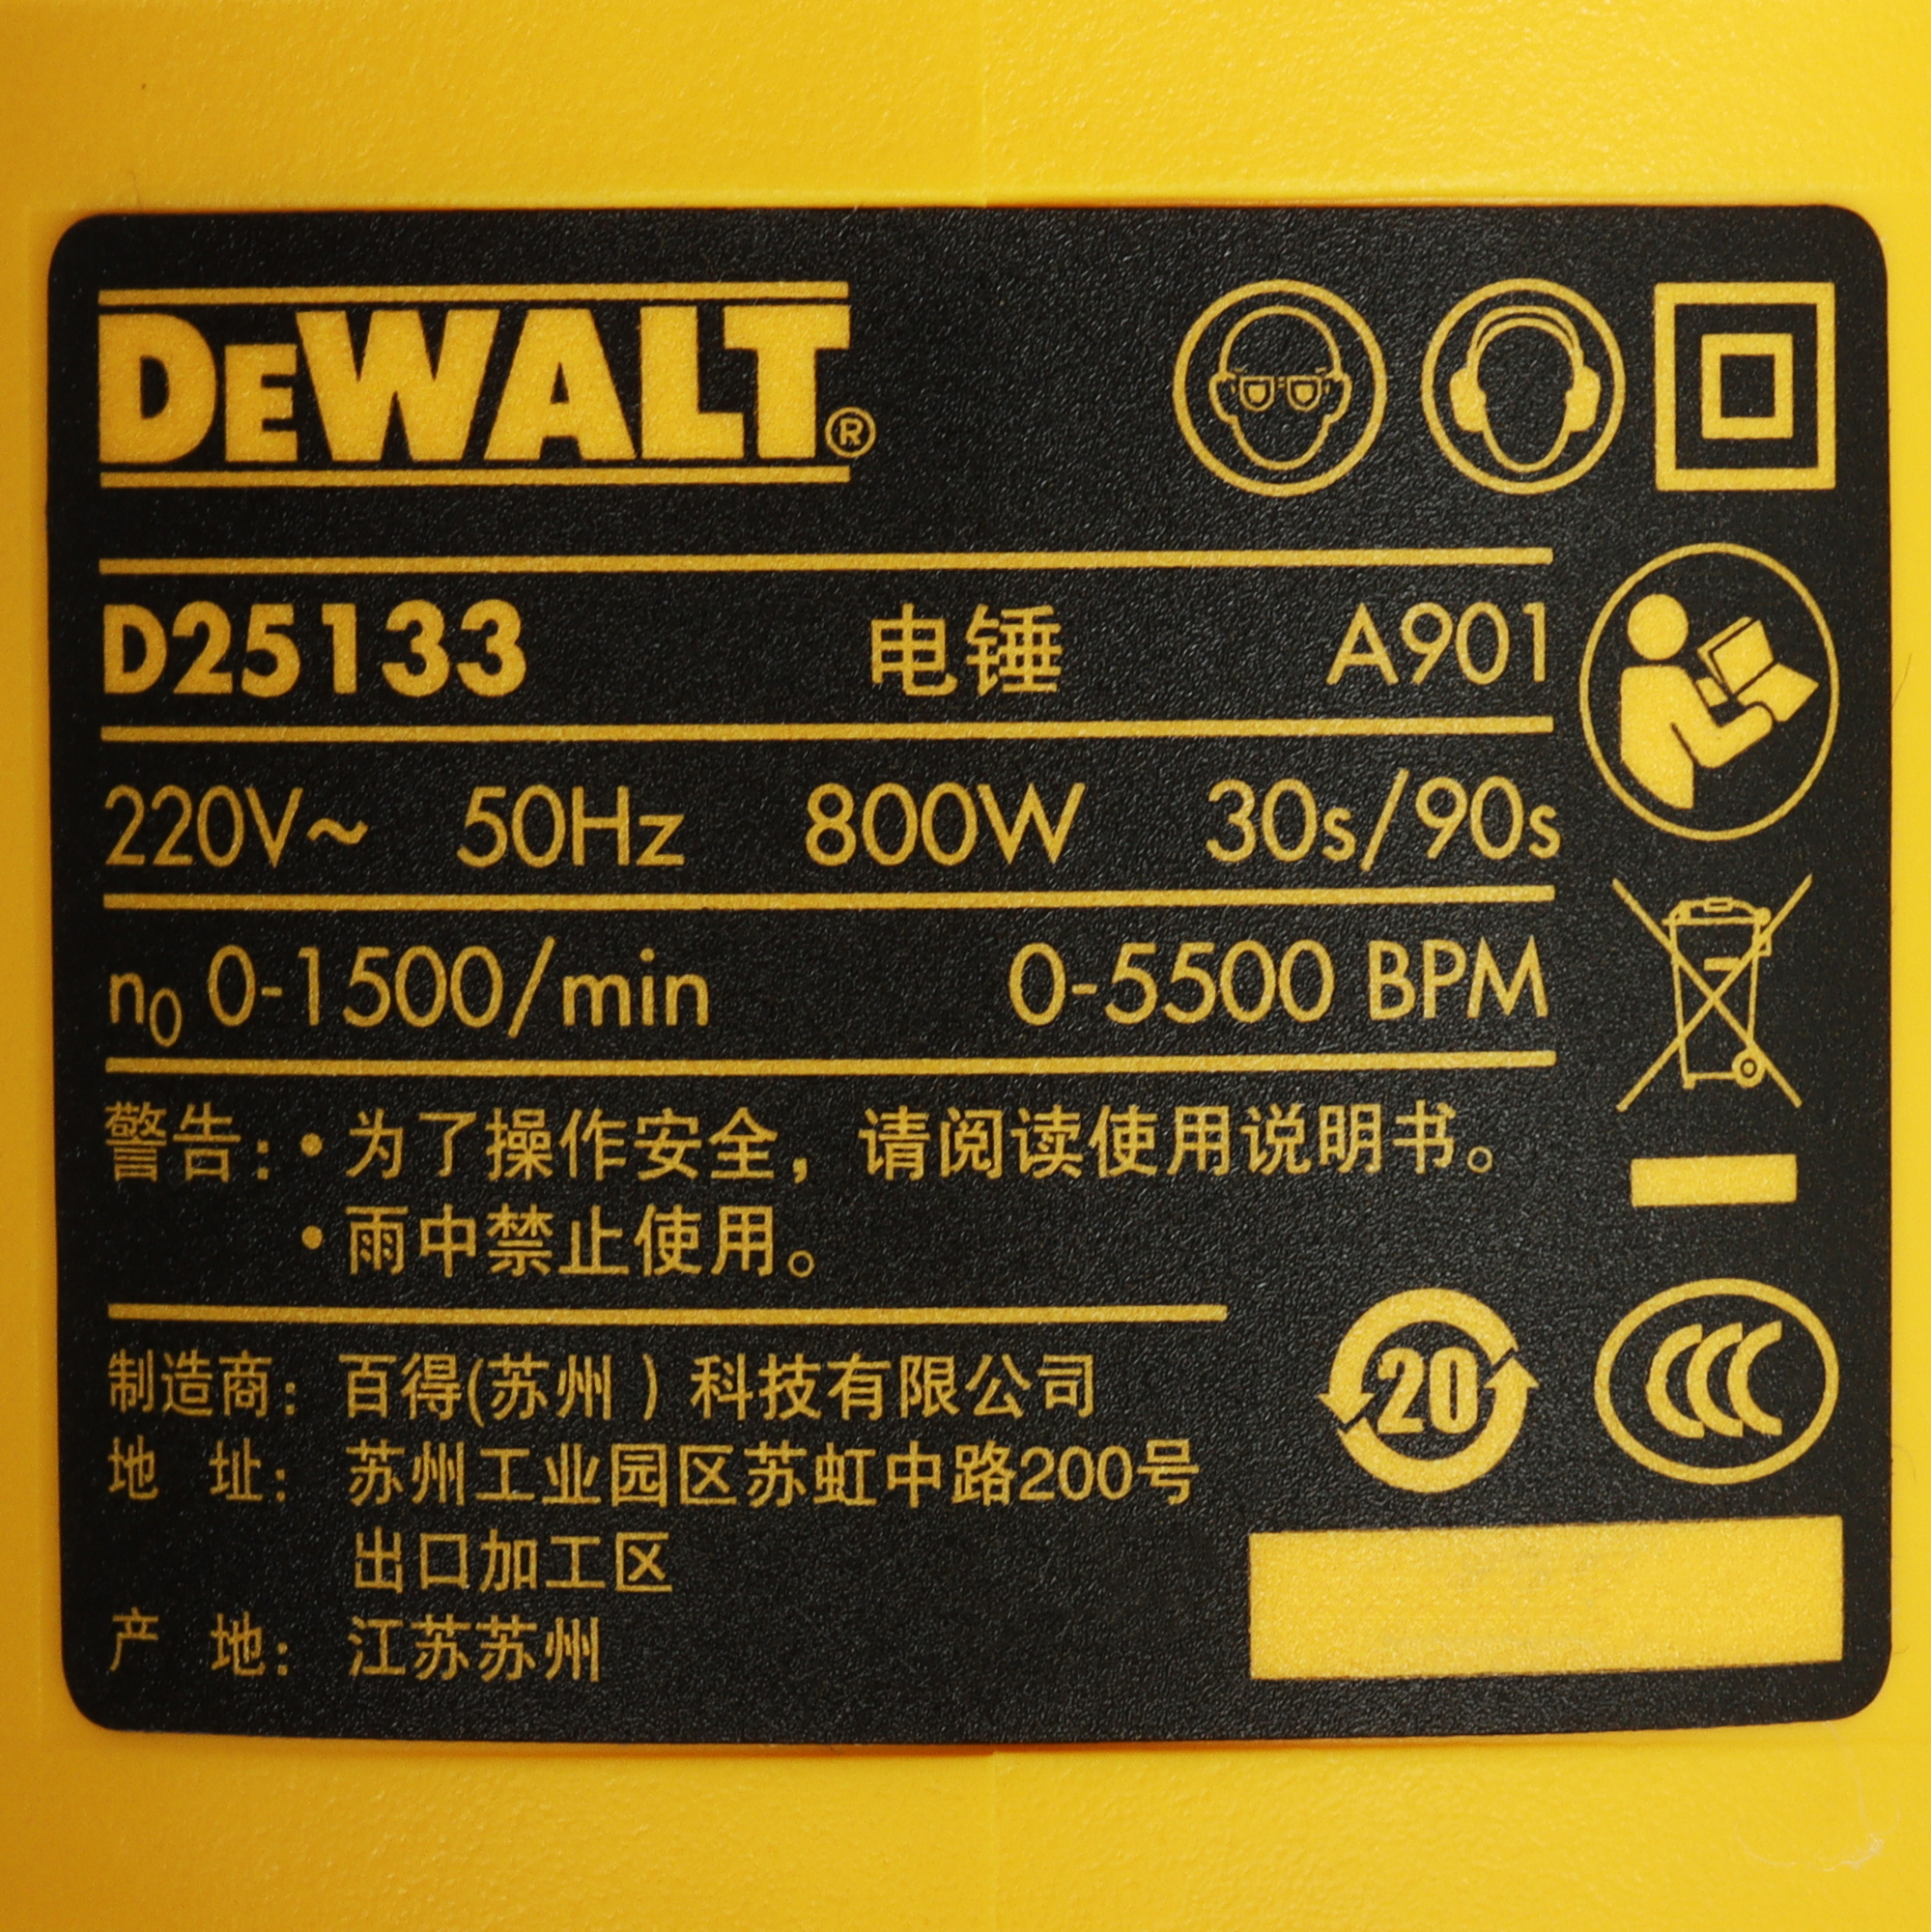 DEWALT®
D25133 电锤 A901
220V~ 50Hz 800W 30s/90s
n0 0-1500/min 0-5500 BPM
警告：•为了操作安全，请阅读使用说明书。
•雨中禁止使用。
制造商：百得(苏州）科技有限公司
地 址：苏州工业园区苏虹中路200号
出口加工区
产 地：江苏苏州
20
CCC